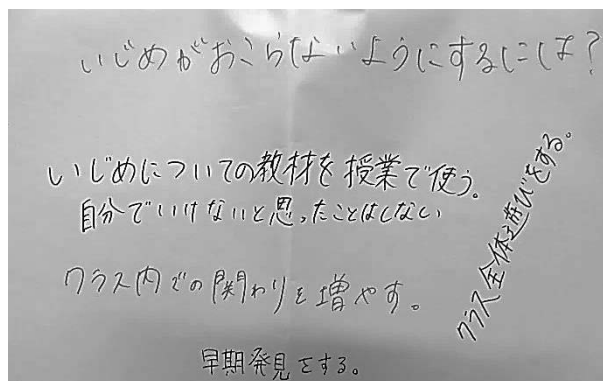 いじめがおこらないようにするには?
いじめについての教材を授業で使う。
自分でいけないと思ったことはしない
クラス内での関わりを増やす。
早期発見をする。
クラス全体遊びをする。